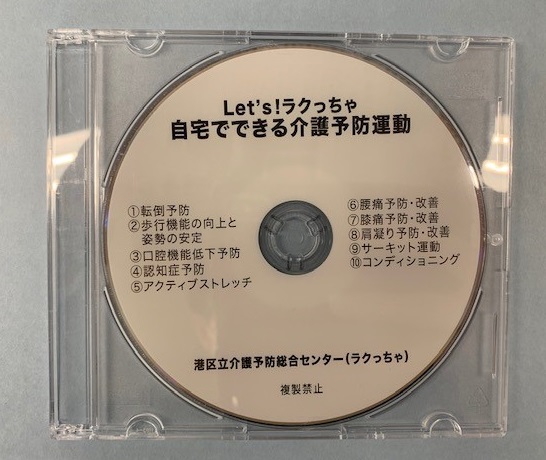 Let's!ラクっちゃ
自宅でできる介護予防運動
①転倒予防
②歩行機能の向上と
姿勢の安定
③口腔機能低下予防
④認知症予防
⑤アクティブストレッチ
⑥腰痛予防・改善
⑦膝痛予防・改善
⑧肩凝り予防・改善
⑨サーキット運動
⑩コンディショニング
港区立介護予防総合センター(ラクっちゃ)
複製禁止